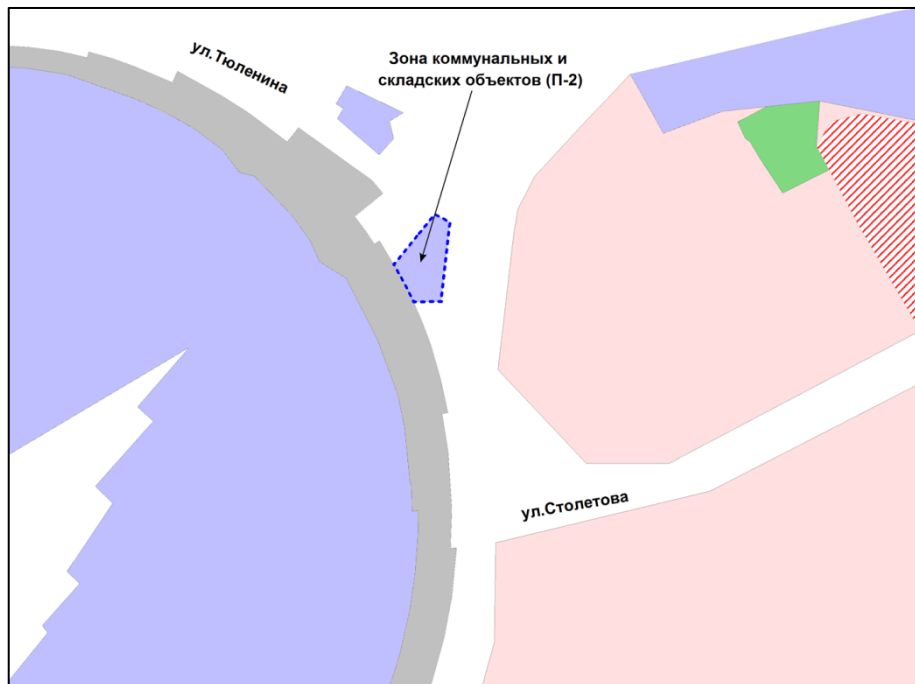 ул.Тюленина
Зона коммунальных и
складских объектов (П-2)
ул.Столетова